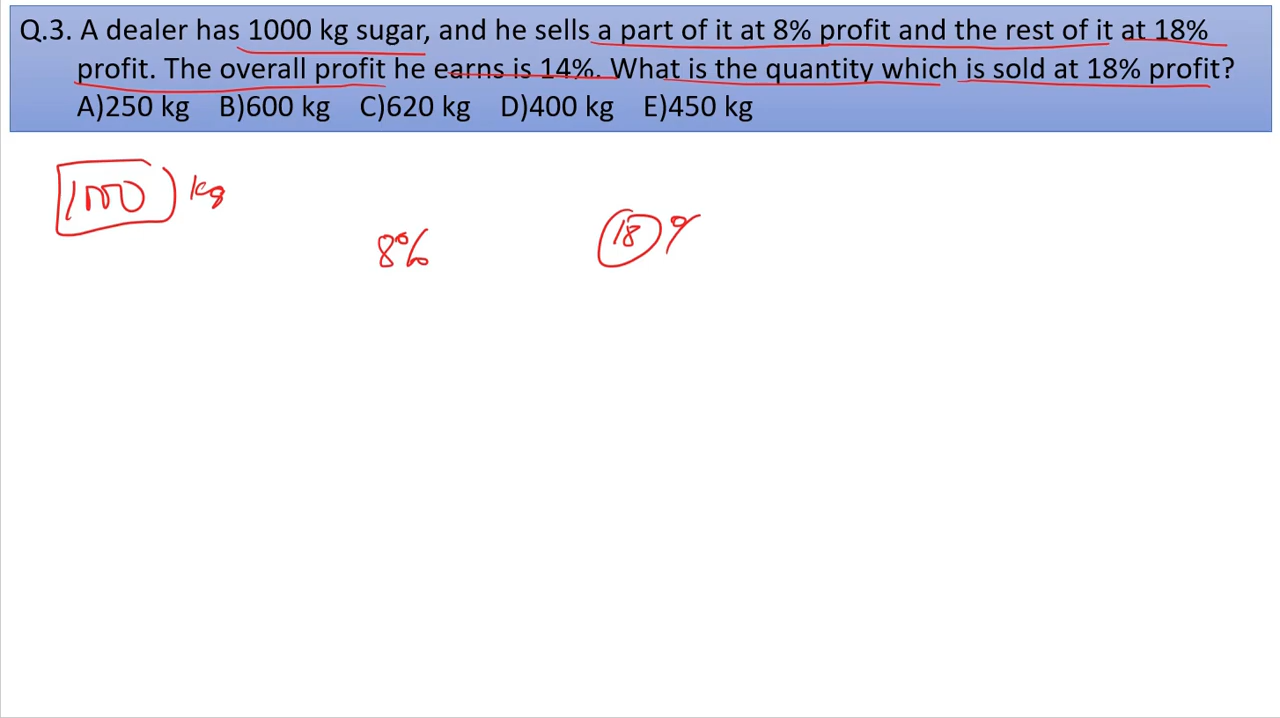 Q.3. A dealer has 1000 kg sugar, and he sells a part of it at 8% profit and the rest of it at 18%
profit. The overall profit he earns is 14%. What is the quantity which is sold at 18% profit?
A)250 kg B)600 kg C)620 kg D)400 kg E)450 kg
1000 kg
8% 18%